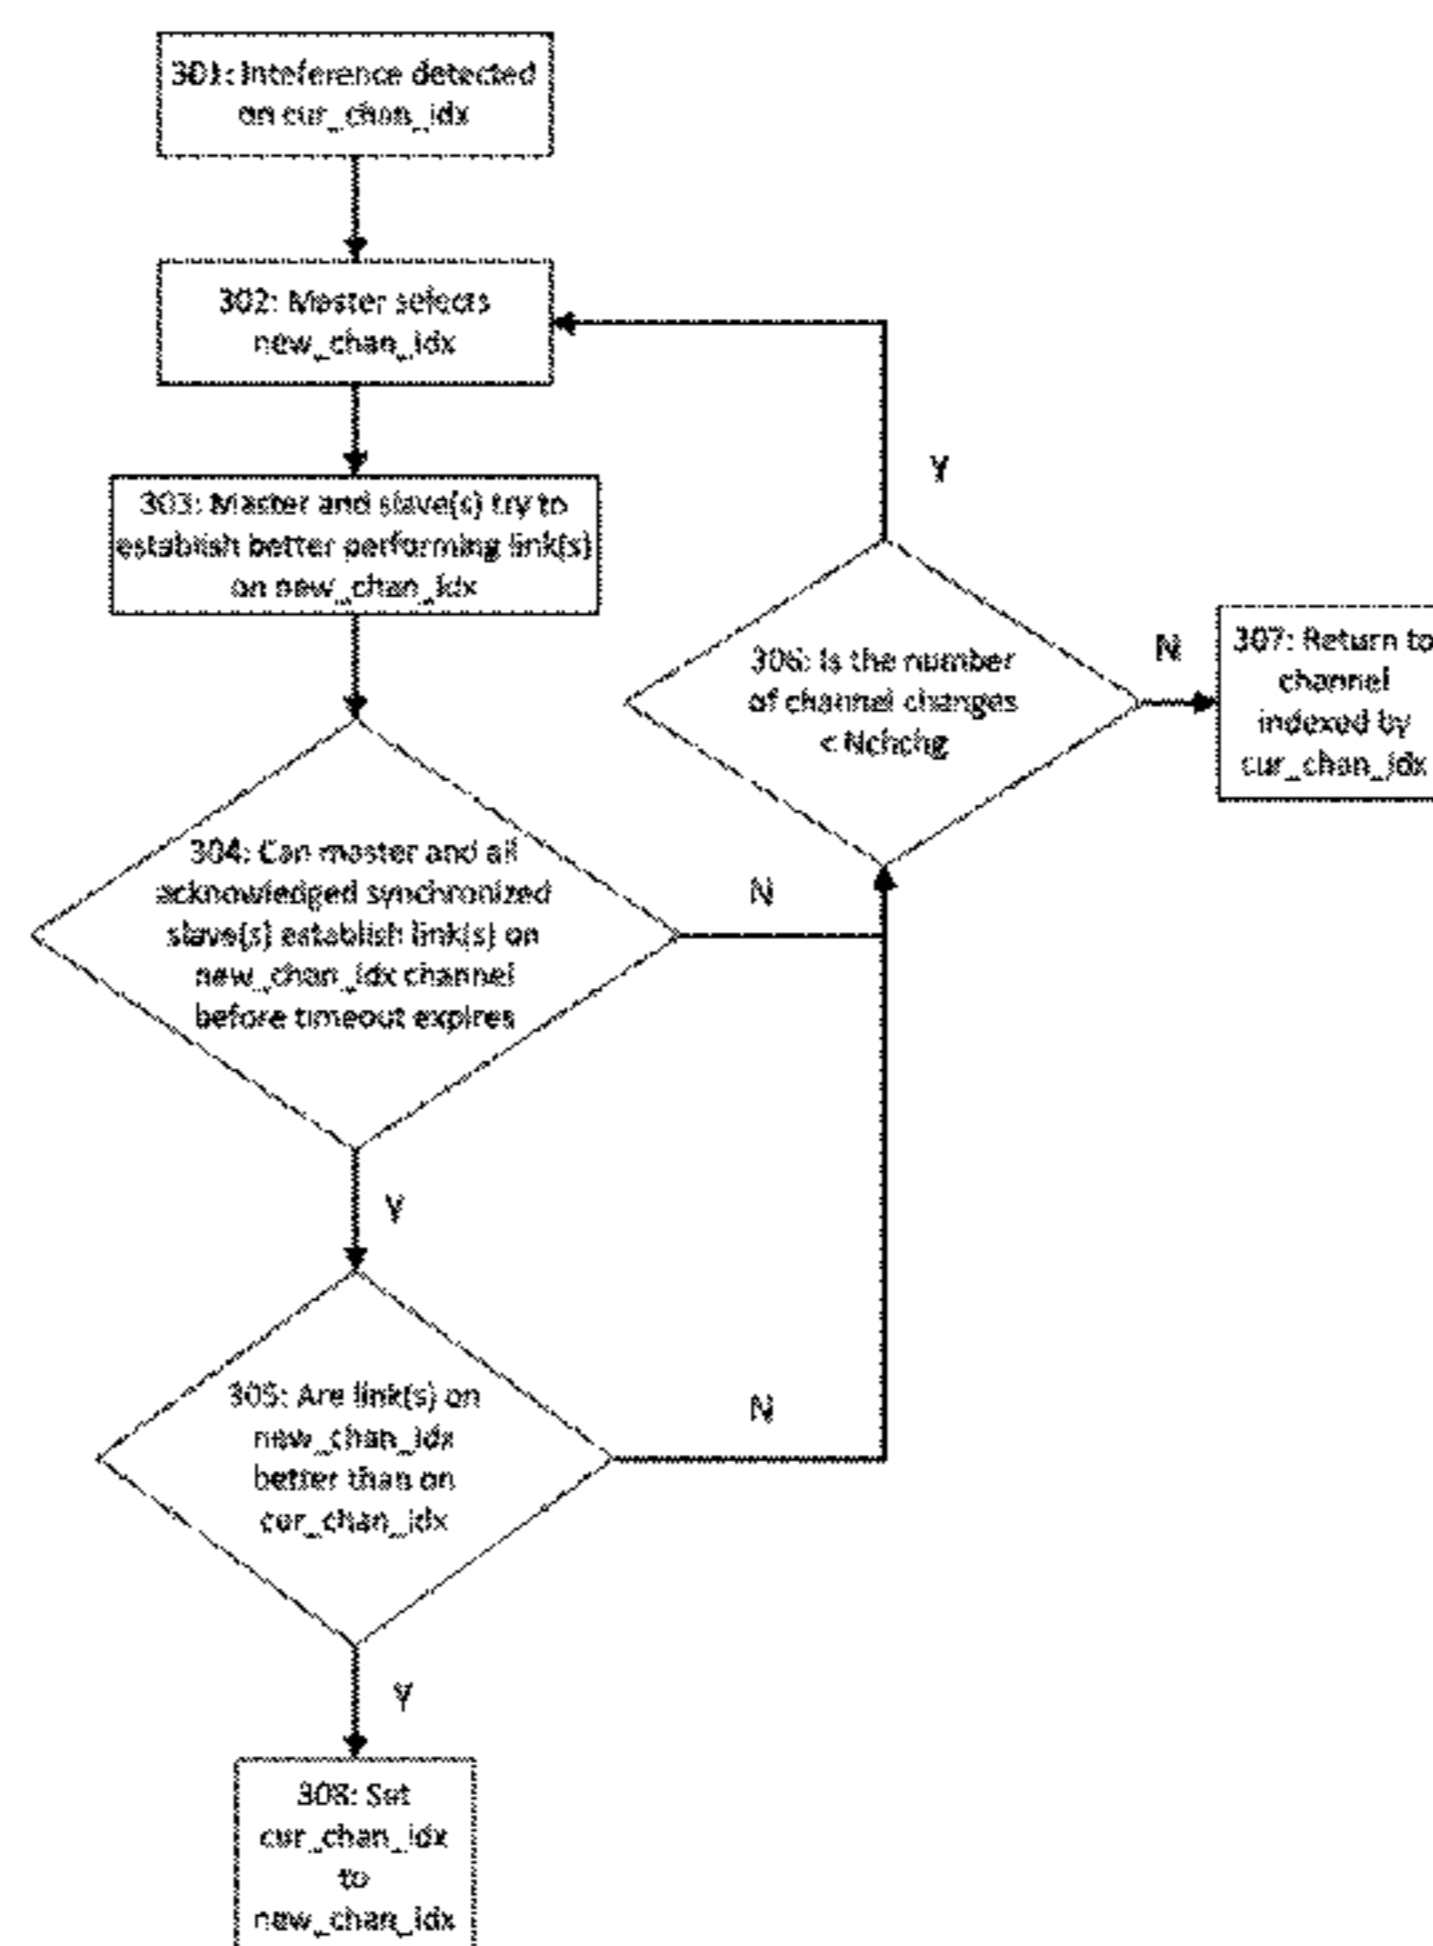 301: Inteference detected
on cur_chan_idx
302: Master selects
new_chan_idx
303: Master and slave(s) try to
establish better performing link(s)
on new_chan_idx
Y
306: Is the number
of channel changes
< Nchchg
N
307: Return to
channel
indexed by
cur_chan_idx
304: Can master and all
acknowledged synchronized
slave(s) establish link(s) on
new_chan_idx channel
before timeout expires
N
Y
305: Are link(s) on
new_chan_idx
better than on
cur_chan_idx
N
Y
308: Set
cur_chan_idx
to
new_chan_idx